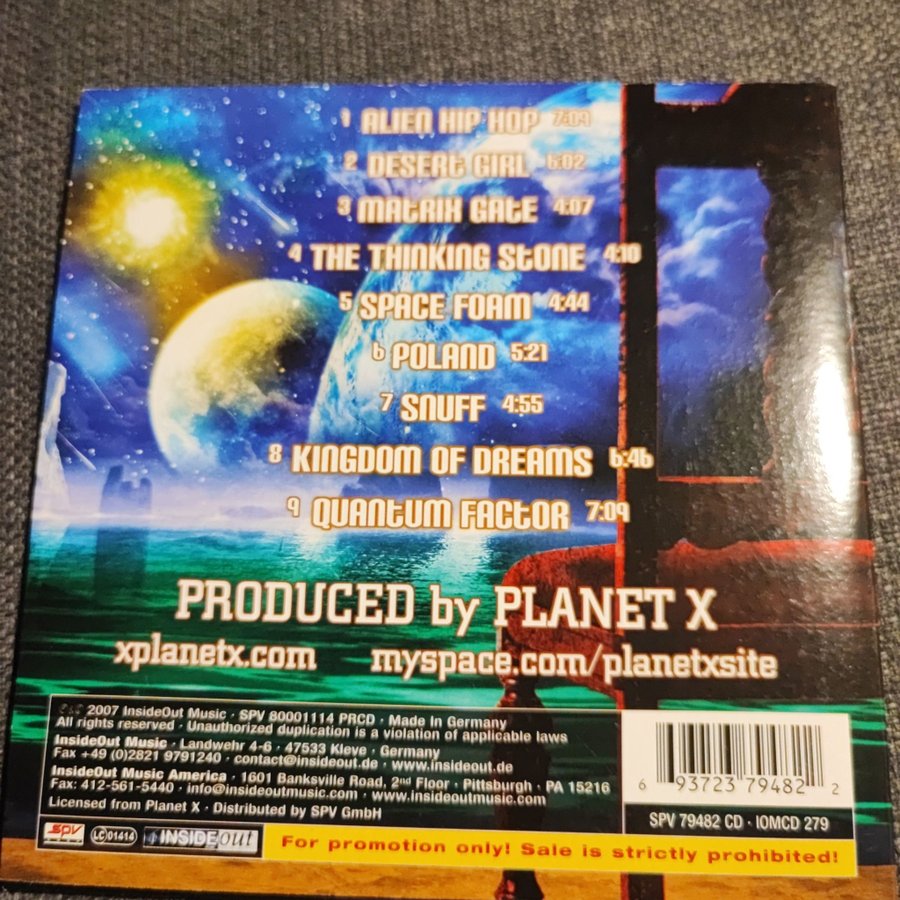 1 ALIEN HIP HOP 7:09
2 DESERT GIRL 6:02
3 MATRIX GATE 4:07
4 THE THINKING STONE 4:10
5 SPACE FOAM 4:44
6 POLAND 5:21
7 SNUFF 4:55
8 KINGDOM OF DREAMS 6:46
9 QUANTUM FACTOR 7:09
PRODUCED by PLANET X
xplanetx.com myspace.com/planetxsite
2007 InsideOut Music · SPV 80001114 PRCD · Made In Germany
All rights reserved · Unauthorized duplication is a violation of applicable laws
InsideOut Music · Landwehr 4-6 · 47533 Kleve · Germany
Fax +49 (0)2821 9791240 · contact@insideout.de · www.insideout.de
InsideOut Music America · 1601 Banksville Road, 2nd Floor · Pittsburgh · PA 15216
Fax: 412-561-5440 · info@insideoutmusic.com · www.insideoutmusic.com
Licensed from Planet X · Distributed by SPV GmbH
6 93723 79482 2
SPV 79482 CD · IOMCD 279
SPV LC 01414 INSIDEout
For promotion only! Sale is strictly prohibited!